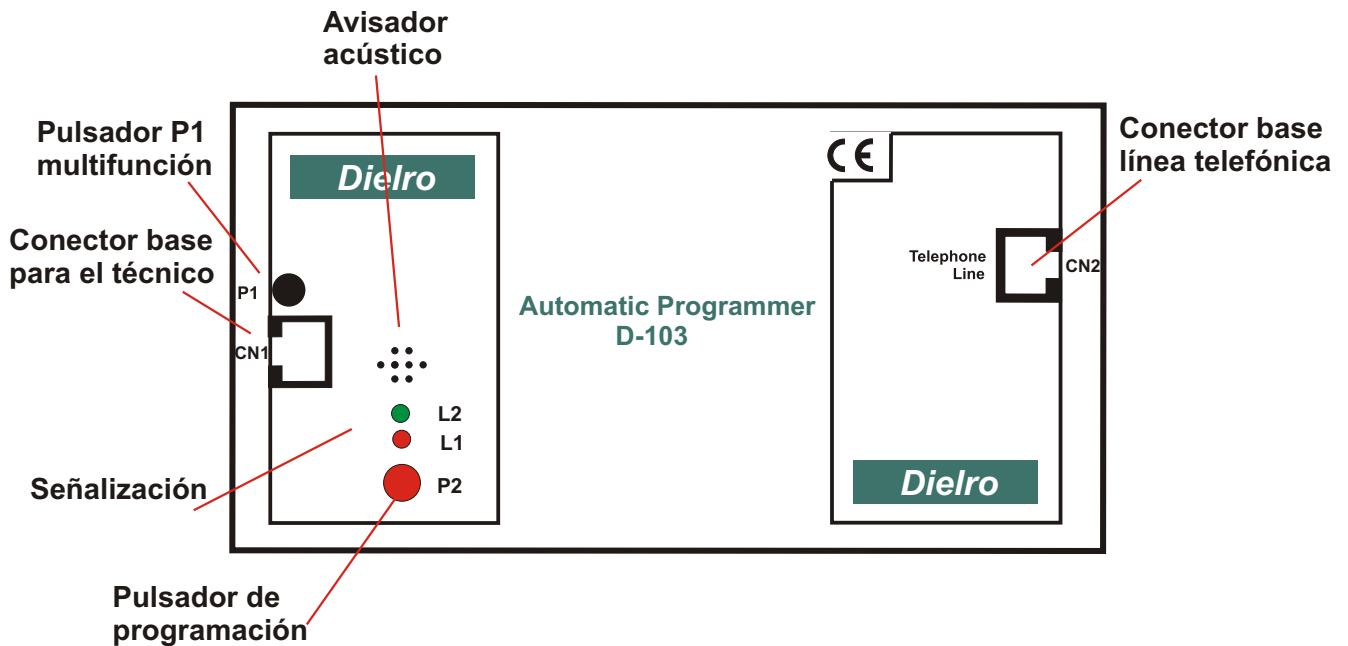 Avisador
acústico
Pulsador P1
multifunción
Conector base
para el técnico
Conector base
línea telefónica
Dielro
CE
P1
CN1
Telephone
Line
CN2
Automatic Programmer
D-103
L2
L1
P2
Señalización
Dielro
Pulsador de
programación